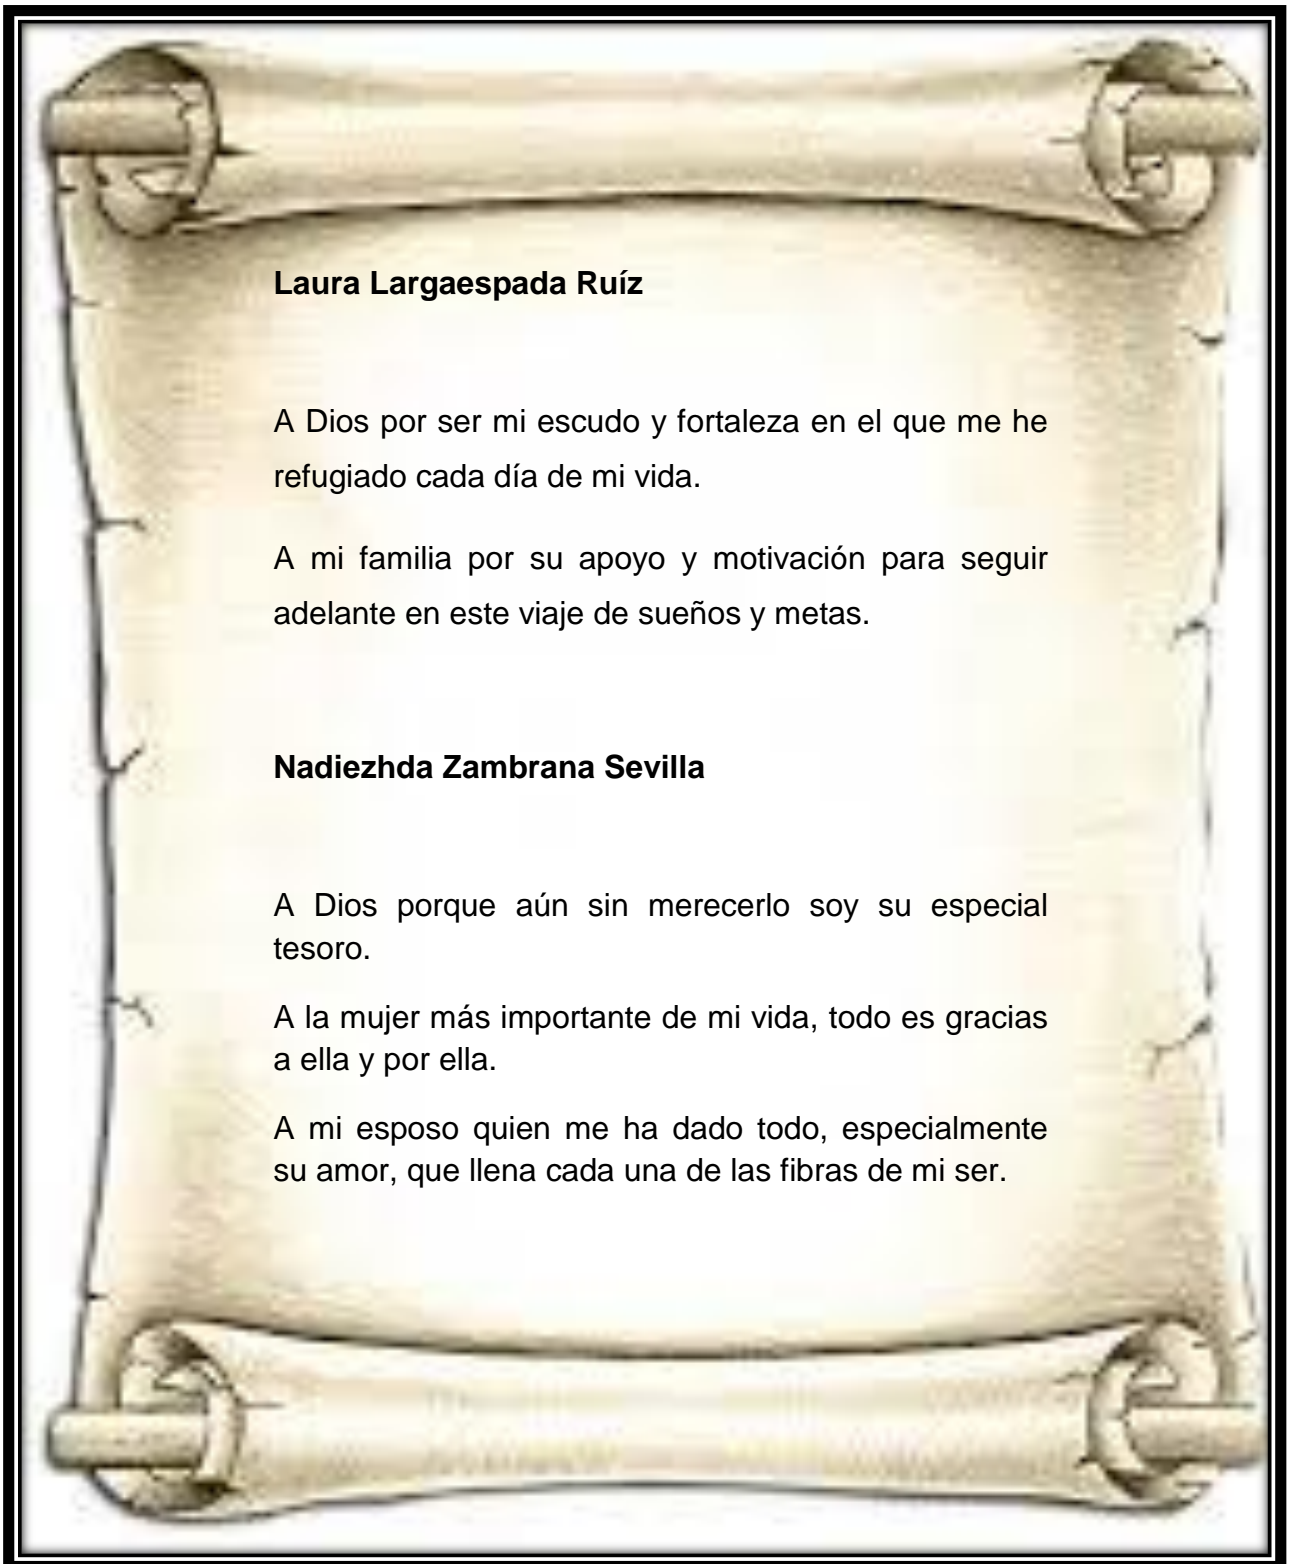 Laura Largaespada Ruíz
A Dios por ser mi escudo y fortaleza en el que me he
refugiado cada día de mi vida.
A mi familia por su apoyo y motivación para seguir
adelante en este viaje de sueños y metas.
Nadiezhda Zambrana Sevilla
A Dios porque aún sin merecerlo soy su especial
tesoro.
A la mujer más importante de mi vida, todo es gracias
a ella y por ella.
A mi esposo quien me ha dado todo, especialmente
su amor, que llena cada una de las fibras de mi ser.